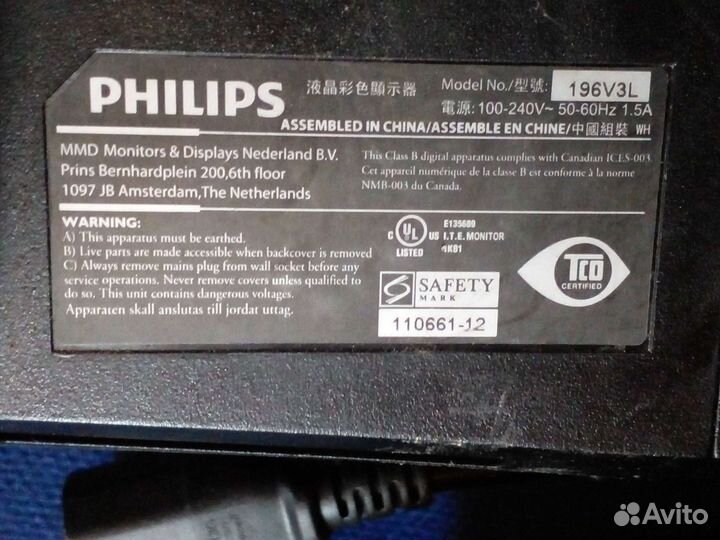 PHILIPS 液晶彩色顯示器
Model No./型號: 196V3L
電源: 100-240V~ 50-60Hz 1.5A
ASSEMBLED IN CHINA/ASSEMBLE EN CHINE/中國組裝 WH
MMD Monitors & Displays Nederland B.V.
Prins Bernhardplein 200,6th floor
1097 JB Amsterdam,The Netherlands
This Class B digital apparatus complies with Canadian ICES-003
Cet apparail numérique de la classe B est conforme à la norme
NMB-003 du Canada.
WARNING:
A) This apparatus must be earthed.
B) Live parts are made accessible when backcover is removed
C) Always remove mains plug from wall socket before any
service operations. Never remove covers unless qualified to
do so. This unit contains dangerous voltages.
Apparaten skall anslutas till jordat uttag.
C UL US
LISTED
E135689
I.T.E. MONITOR
4K81
S SAFETY
MARK
110661-12
TCO
CERTIFIED
Avito